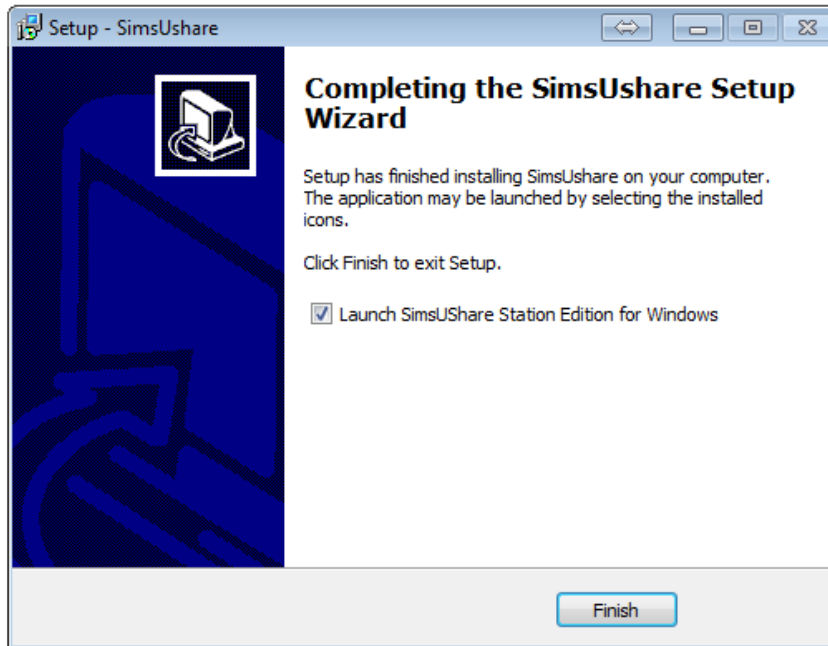 Setup - SimsUshare
Completing the SimsUshare Setup
Wizard
Setup has finished installing SimsUshare on your computer.
The application may be launched by selecting the installed
icons.
Click Finish to exit Setup.
Launch SimsUShare Station Edition for Windows
Finish